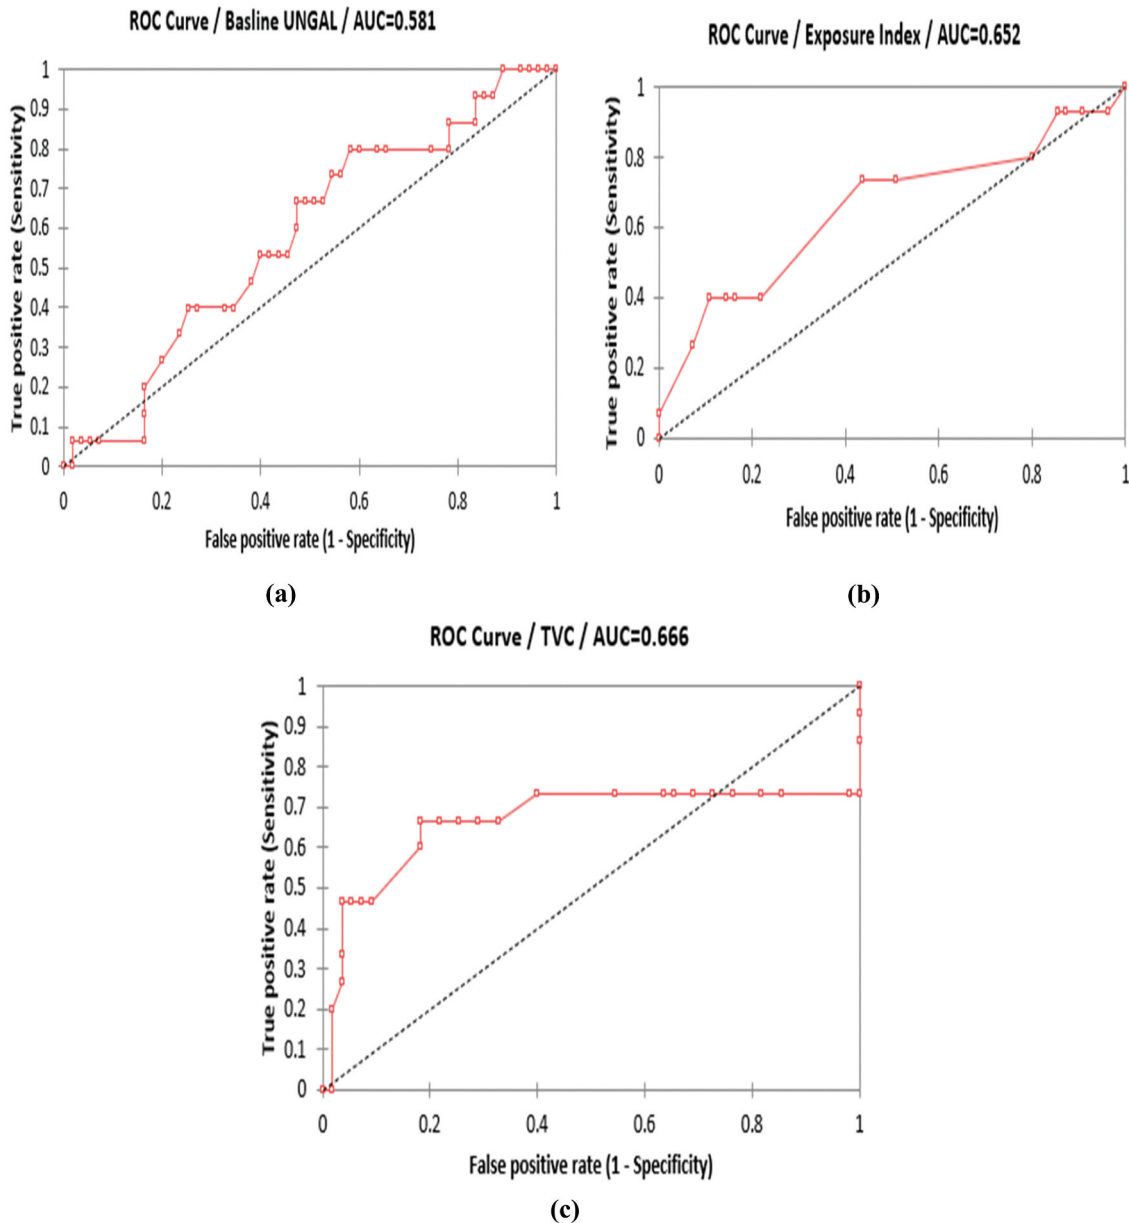 ROC Curve / Basline UNGAL / AUC=0.581
True positive rate (Sensitivity)
1
0.9
0.8
0.7
0.6
0.5
0.4
0.3
0.2
0.1
0
0 0.2 0.4 0.6 0.8 1
False positive rate (1 - Specificity)
(a)
ROC Curve / Exposure Index / AUC=0.652
True positive rate (Sensitivity)
1
0.8
0.6
0.4
0.2
0
0 0.2 0.4 0.6 0.8 1
False positive rate (1 - Specificity)
(b)
ROC Curve / TVC / AUC=0.666
True positive rate (Sensitivity)
1
0.9
0.8
0.7
0.6
0.5
0.4
0.3
0.2
0.1
0
0 0.2 0.4 0.6 0.8 1
False positive rate (1 - Specificity)
(c)